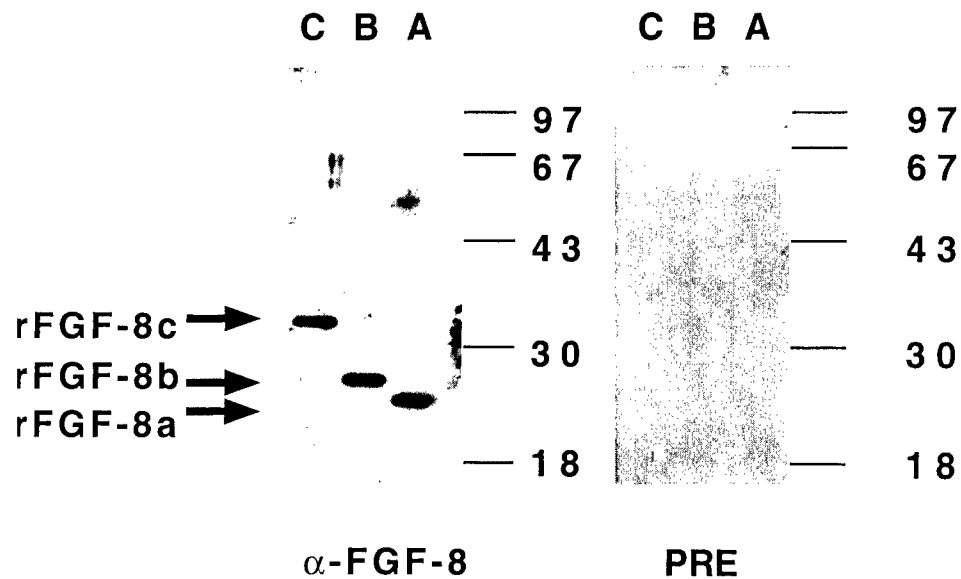 C B A
C B A
97
67
43
30
18
97
67
43
30
18
rFGF-8c
rFGF-8b
rFGF-8a
α-FGF-8
PRE